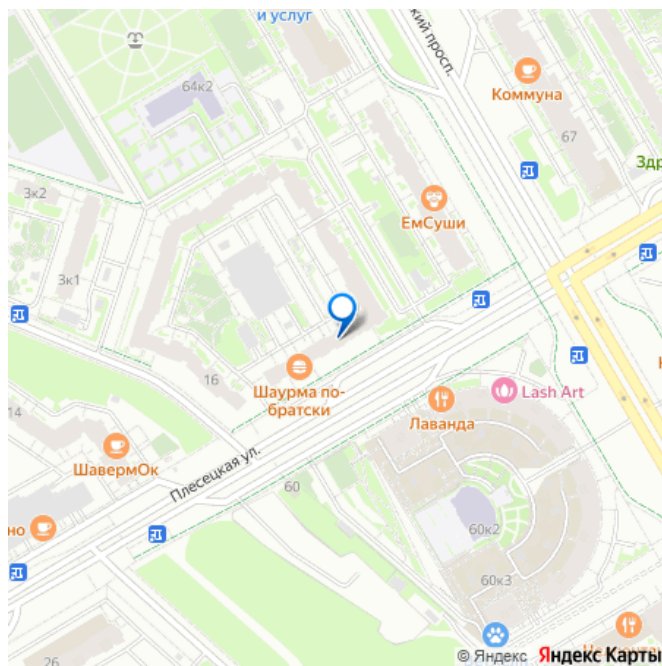 и услуг
кий просп.
64к2
Коммуна
67
Здр
3к2
ЕмСуши
3к1
16
Шаурма по-
братски
Lash Art
Лаванда
14
ШавермОк
Плесецкая ул.
60
но
60к2
60к3
26
© Яндекс Яндекс Карты